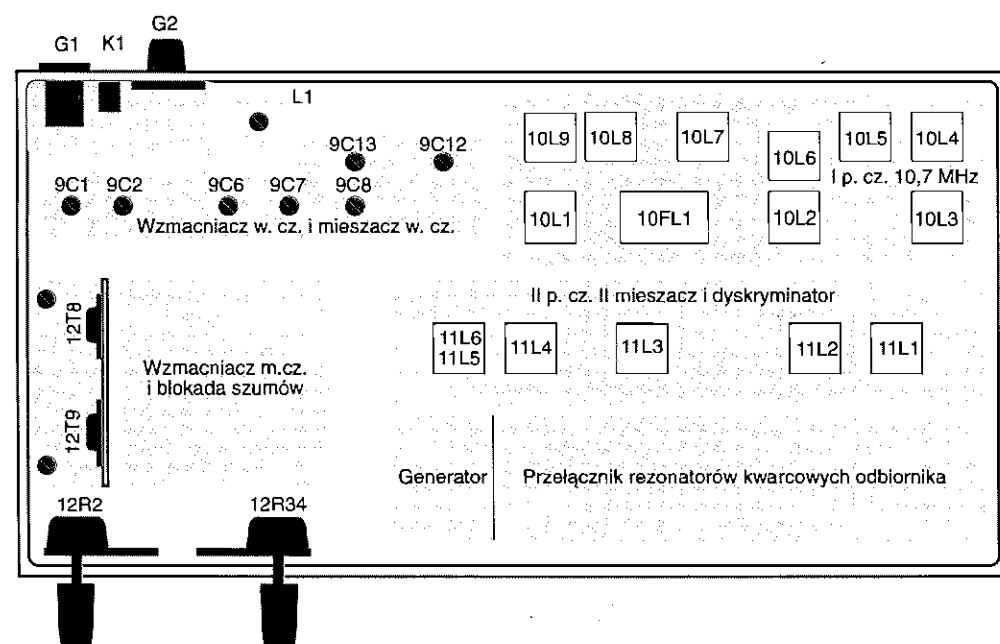 G1 K1 G2
L1
9C13 9C12
10L9 10L8 10L7 10L6 10L5 10L4
I p. cz. 10,7 MHz
9C1 9C2 9C6 9C7 9C8
10L1 10FL1 10L2 10L3
Wzmacniacz w. cz. i mieszacz w. cz.
II p. cz. II mieszacz i dyskryminator
12T8
11L6
11L5
11L4 11L3 11L2 11L1
Wzmacniacz m.cz.
i blokada szumów
12T9
Generator
Przełącznik rezonatorów kwarcowych odbiornika
12R2 12R34